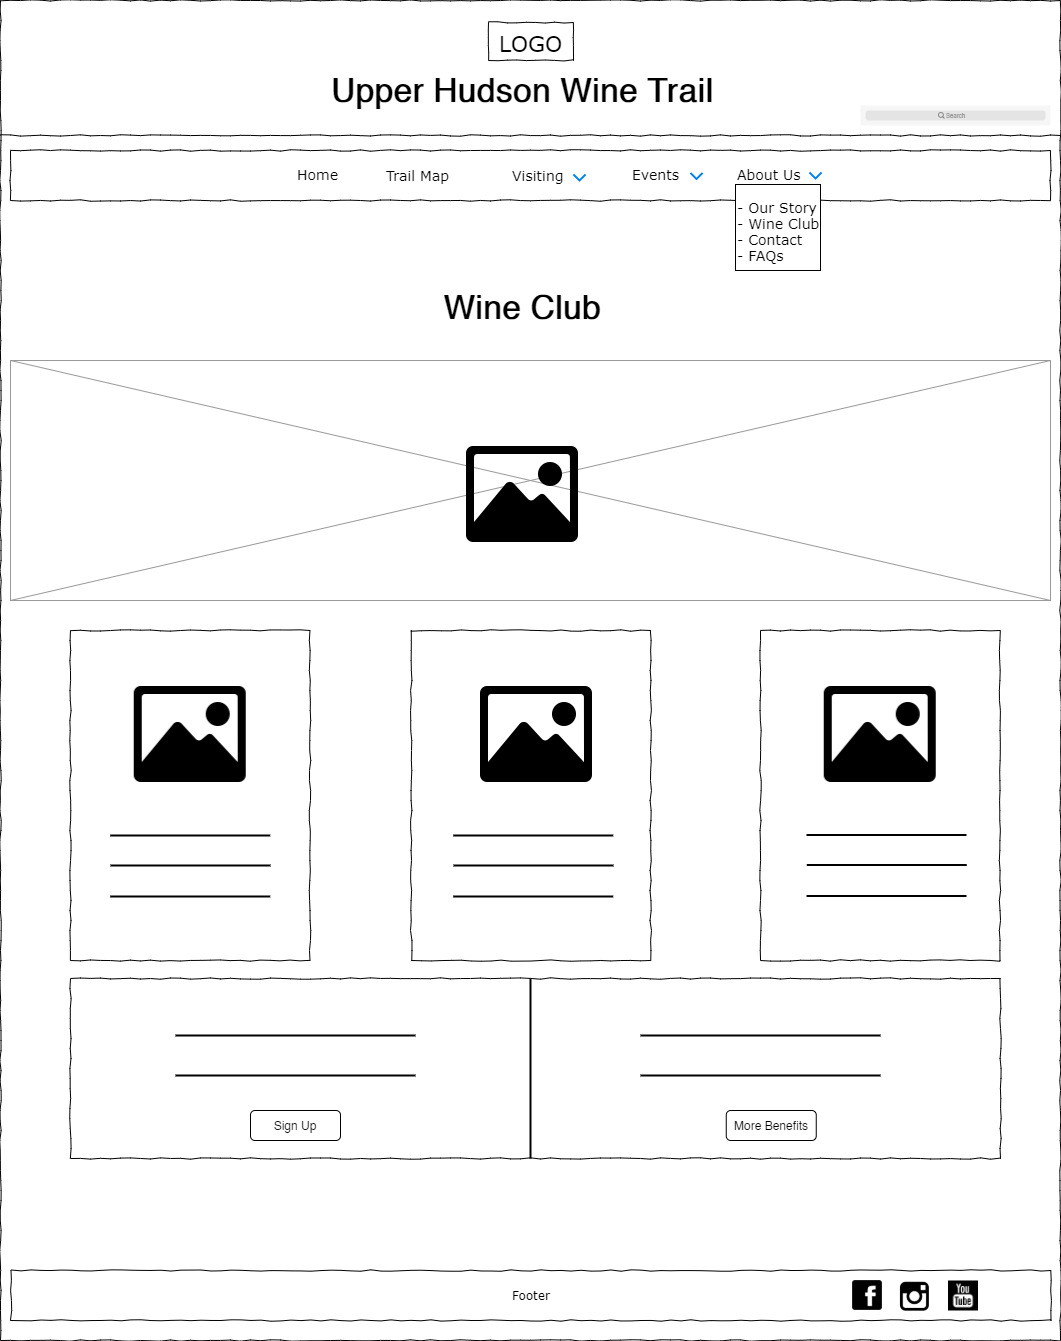 LOGO
Upper Hudson Wine Trail
Search
Home Trail Map Visiting Events About Us
- Our Story
- Wine Club
- Contact
- FAQs
Wine Club
Sign Up More Benefits
Footer
You
Tube